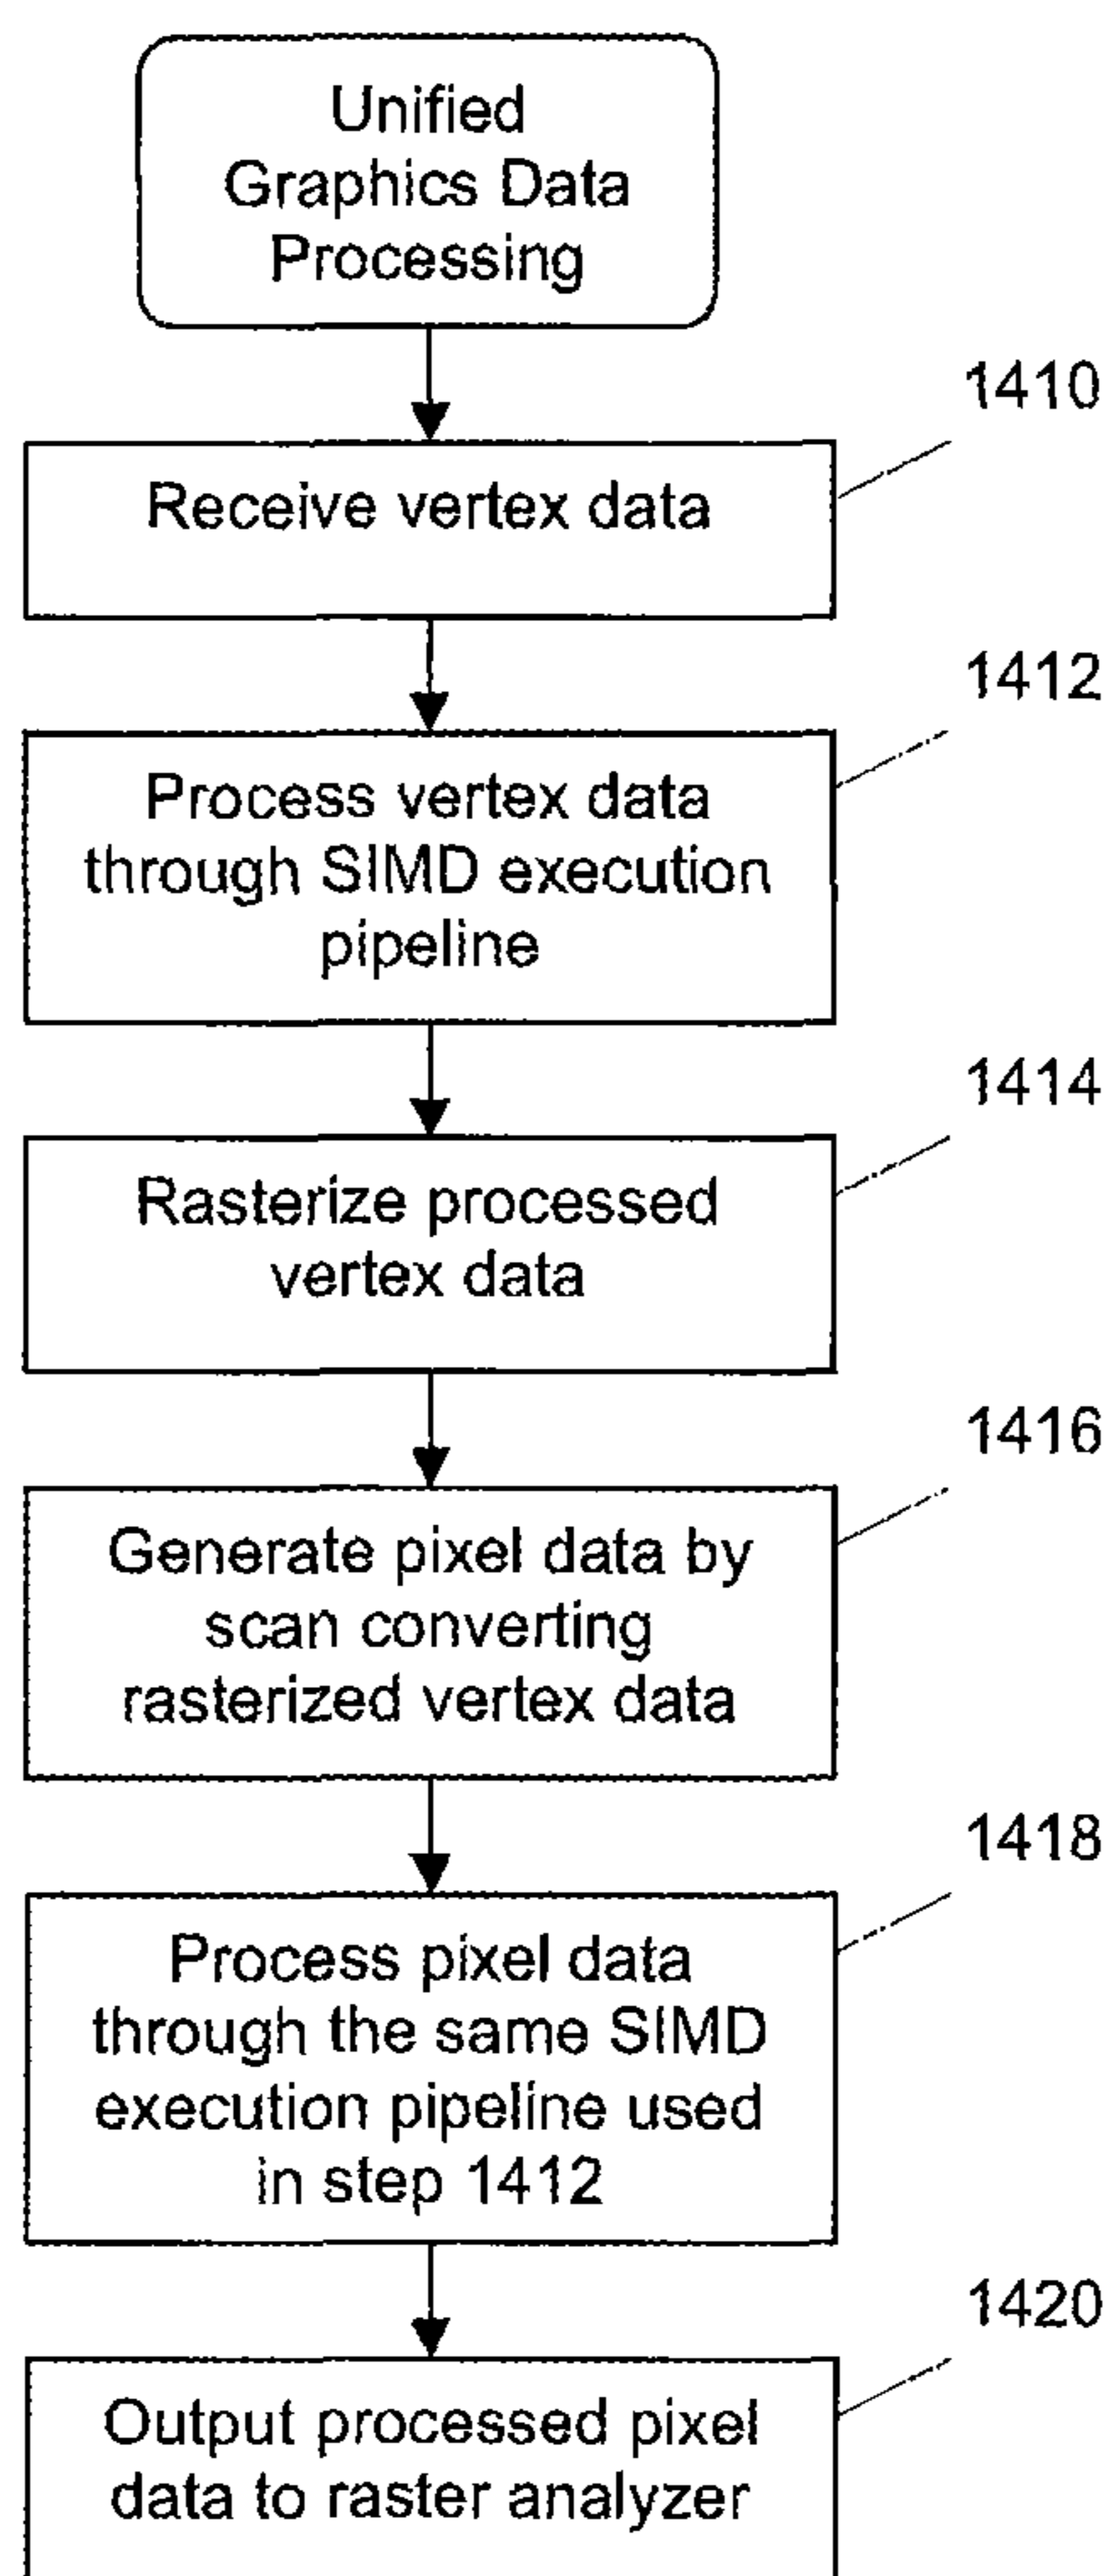 Unified
Graphics Data
Processing
1410
Receive vertex data
1412
Process vertex data
through SIMD execution
pipeline
1414
Rasterize processed
vertex data
1416
Generate pixel data by
scan converting
rasterized vertex data
1418
Process pixel data
through the same SIMD
execution pipeline used
in step 1412
1420
Output processed pixel
data to raster analyzer